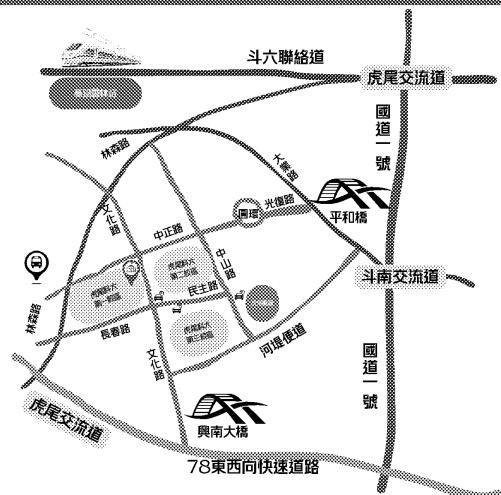 斗六聯絡道
虎尾交流道
國道一號
林森路
大業路
文化路
光復路
圓環
平和橋
中正路
中山路
虎尾科大
第二校區
斗南交流道
虎尾科大
第一校區
民主路
林森路
長春路
虎尾科大
第三校區
河堤便道
文化路
國道一號
虎尾交流道
興南大橋
78東西向快速道路